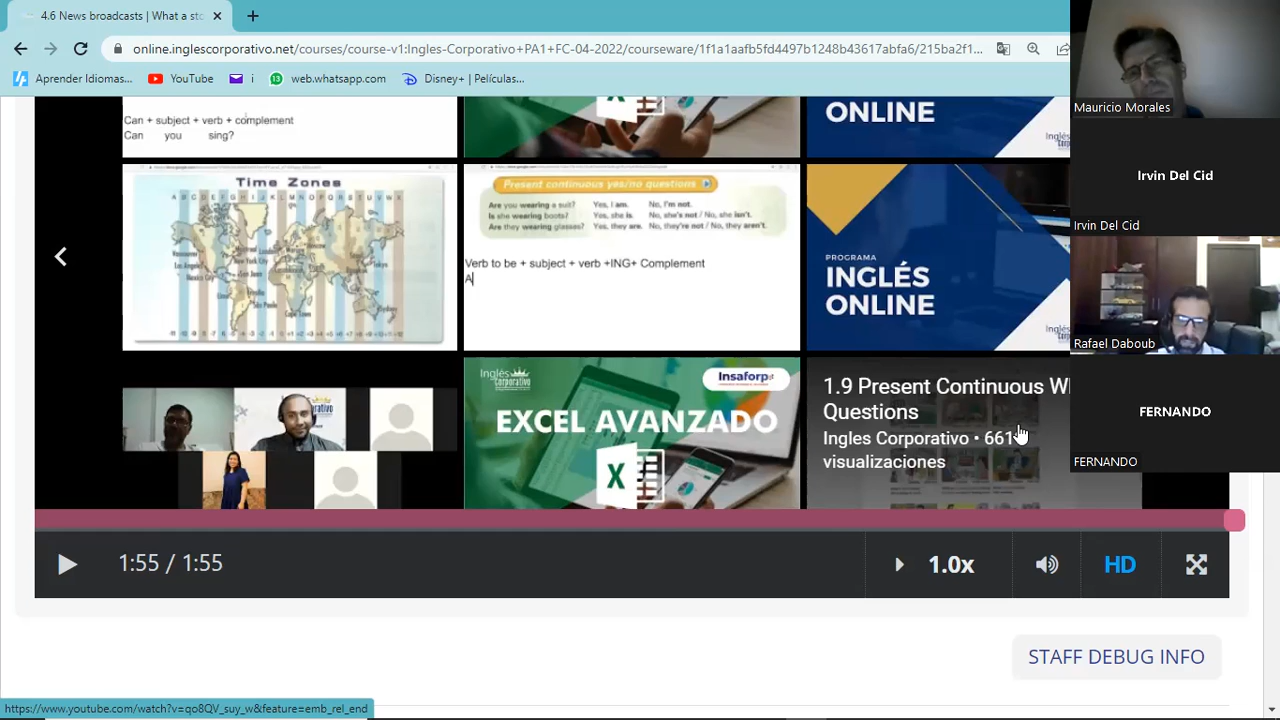 4.6 News broadcasts | What a sto
online.inglescorporativo.net/courses/course-v1:Ingles-Corporativo+PA1+FC-04-2022/courseware/1f1a1aafb5fd4497b1248b43617abfa6/215ba2f1...
Aprender Idiomas...
YouTube
i
13
web.whatsapp.com
Disney+ | Películas...
Mauricio Morales
Irvin Del Cid
Irvin Del Cid
Rafael Daboub
FERNANDO
FERNANDO
Can + subject + verb + complement
Can you sing?
ONLINE
Time Zones
Present continuous yes/no questions
Are you wearing a suit? Yes, I am. No, I'm not.
Is she wearing boots? Yes, she is. No, she's not / No, she isn't.
Are they wearing glasses? Yes, they are. No, they're not / No, they aren't.
Verb to be + subject + verb +ING+ Complement
A
PROGRAMA
INGLÉS
ONLINE
Inglés Corporativo
Insaforp
EXCEL AVANZADO
1.9 Present Continuous W
Questions
Ingles Corporativo • 661
visualizaciones
1:55 / 1:55
1.0x
HD
STAFF DEBUG INFO
https://www.youtube.com/watch?v=qo8QV_suy_w&feature=emb_rel_end